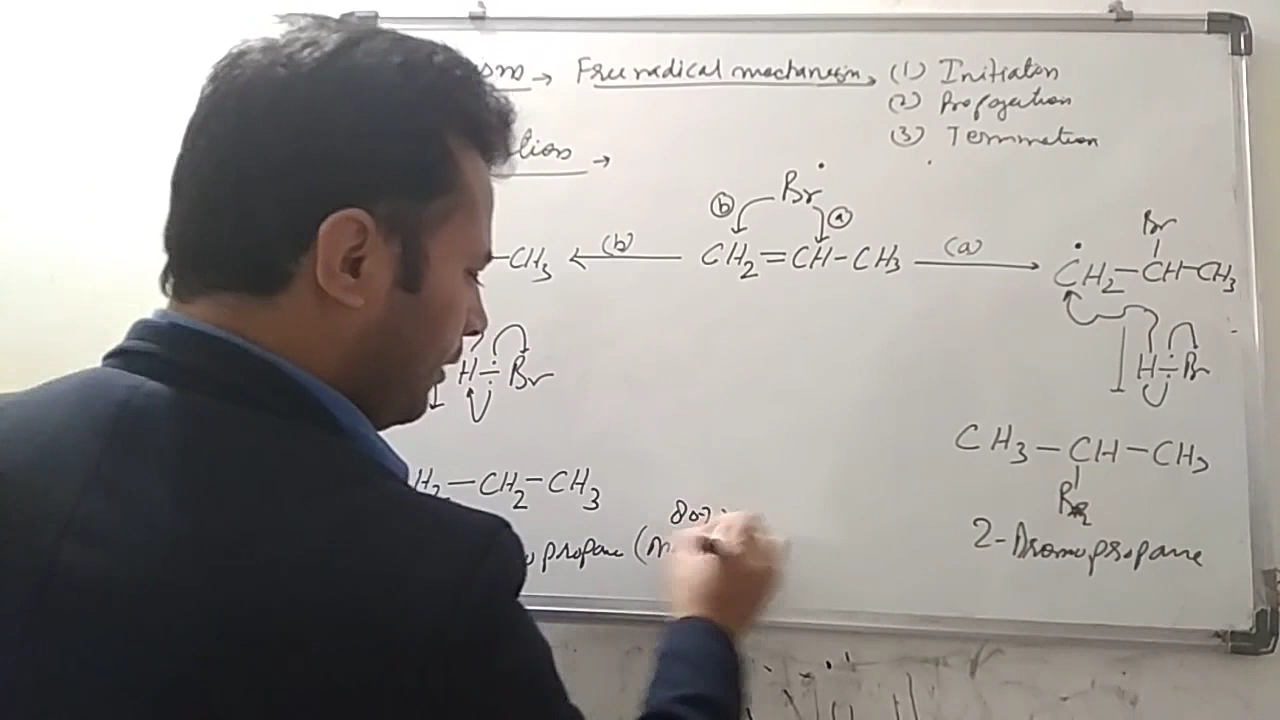 → Free radical mechanism → (1) Initiation
(2) Propagation
(3) Termination
→
Br•
(b) (a)
–CH3 ←(b)— CH2=CH–CH3 —(a)→ •CH2–CH–CH3
Br
H Br
H Br
CH3–CH–CH3
Br
–CH2–CH3
80%
propane (
2-Bromopropane